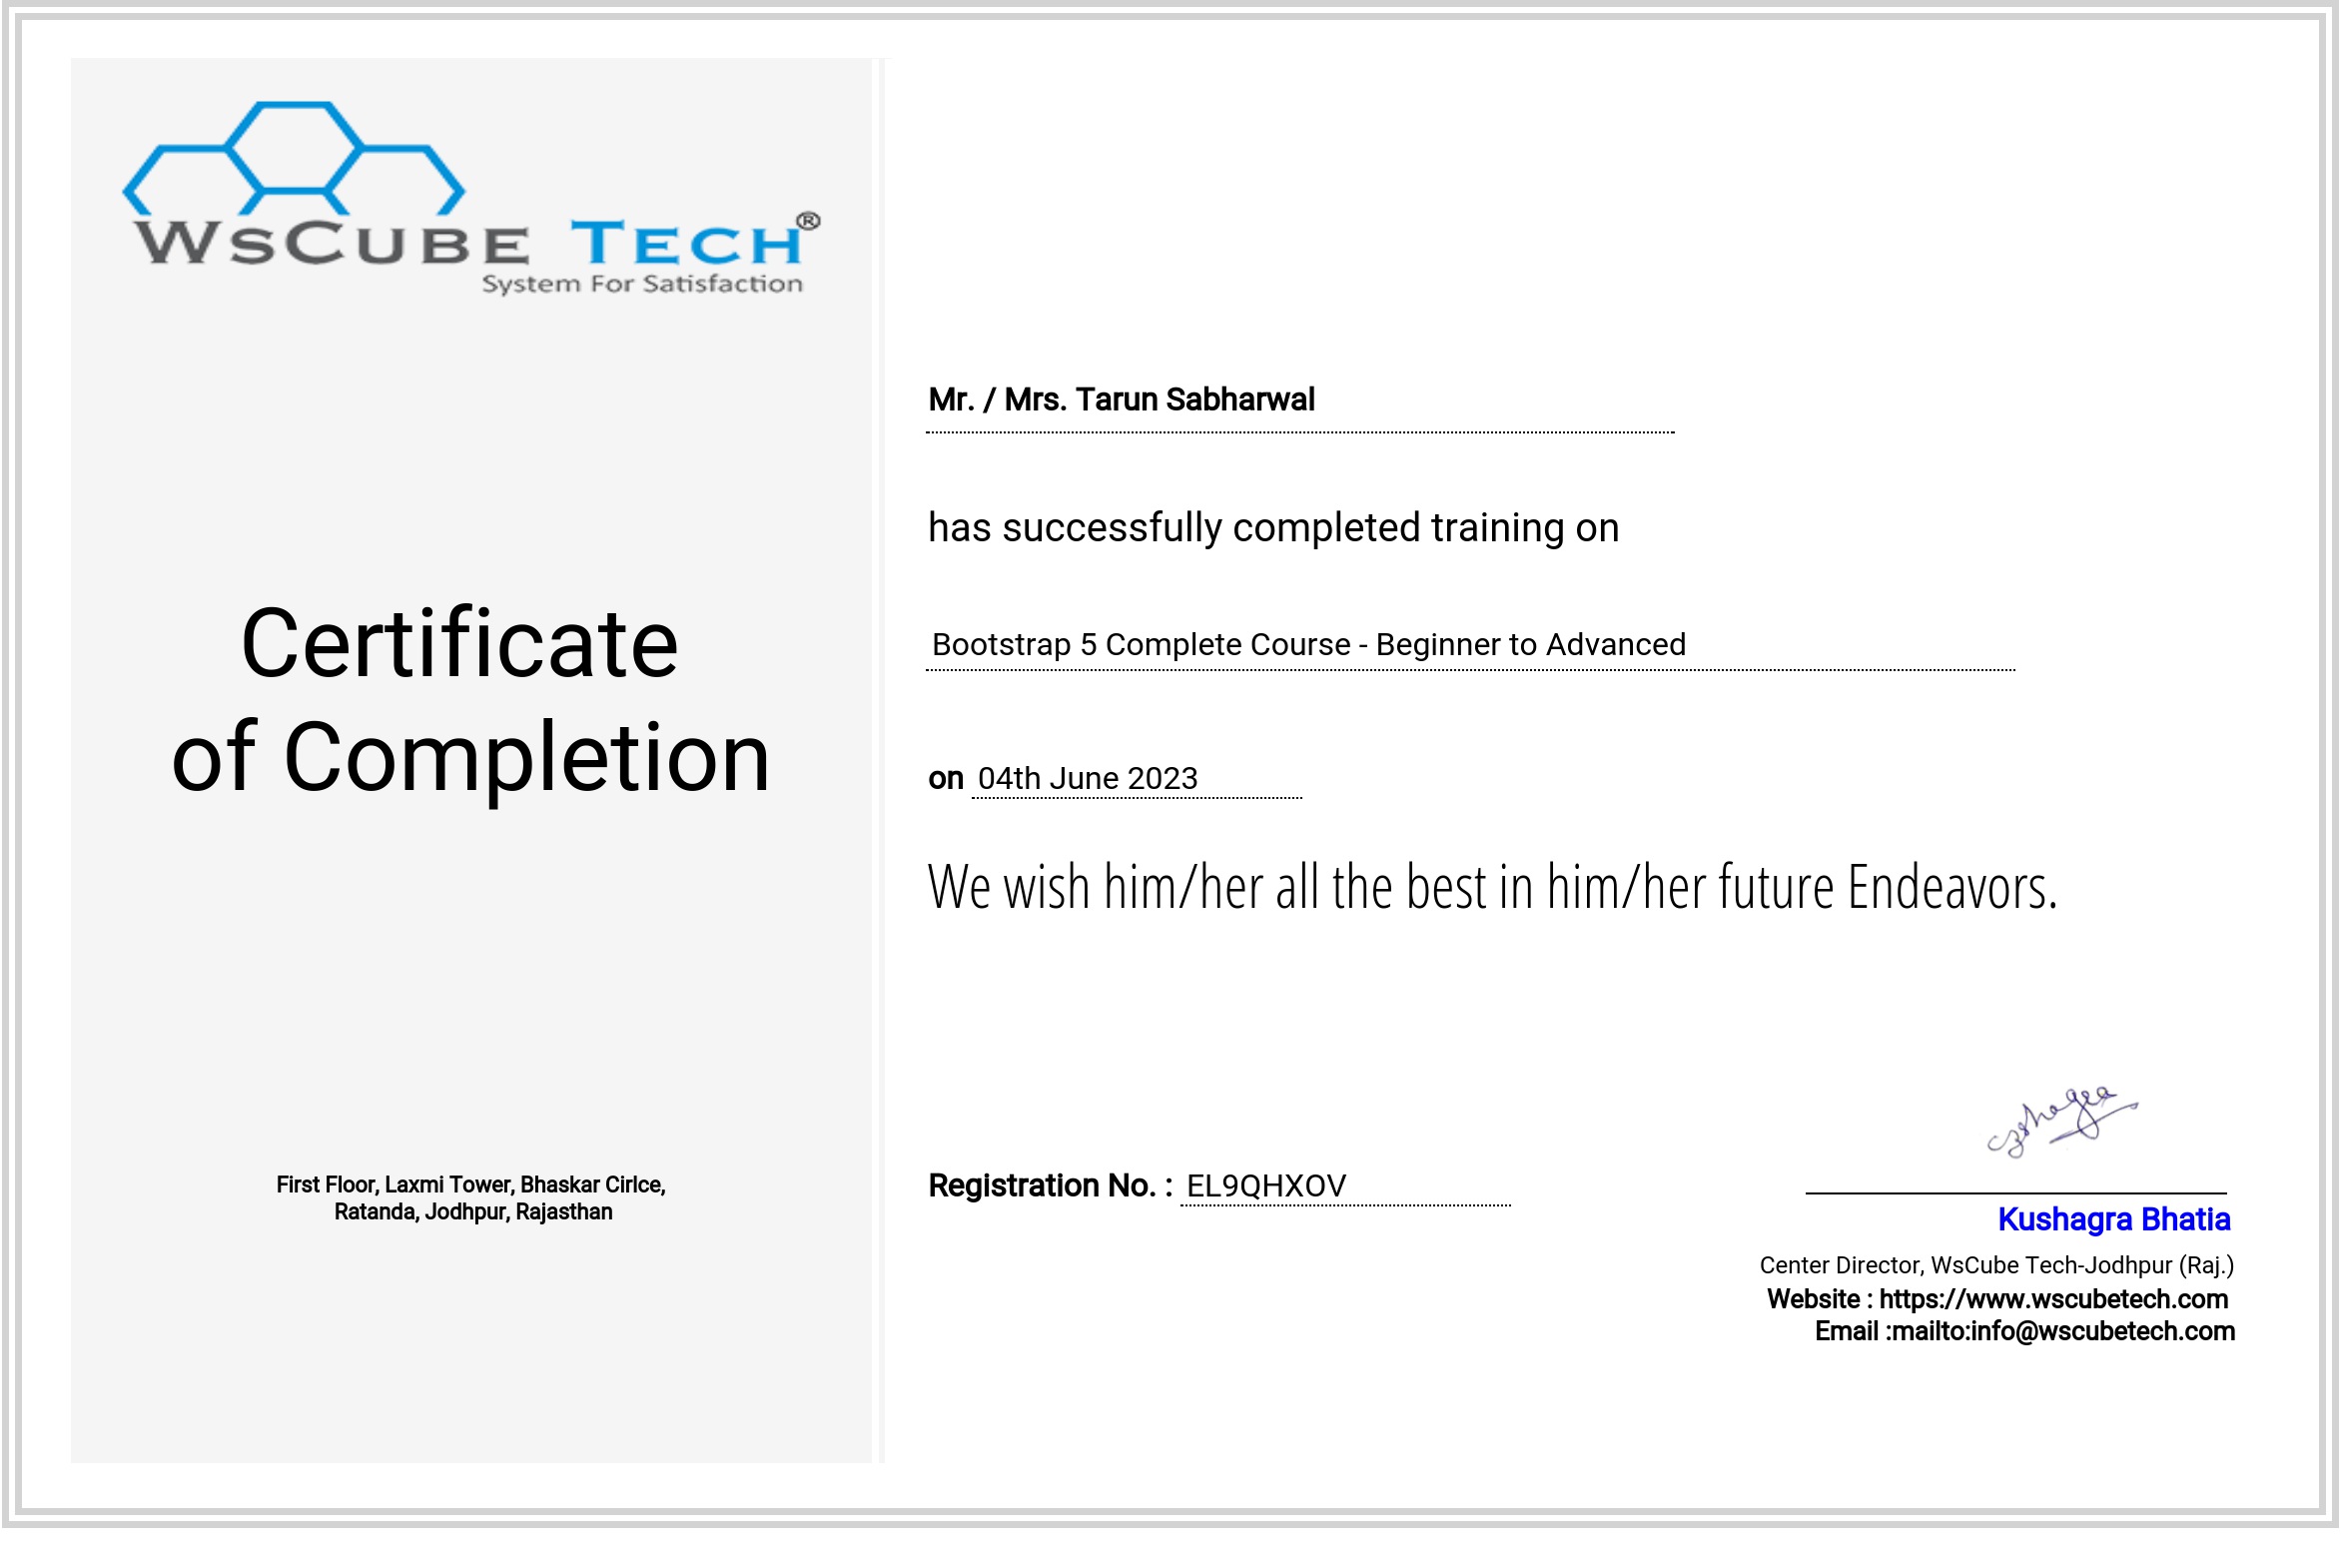 WsCube Tech®
System For Satisfaction
Certificate
of Completion
First Floor, Laxmi Tower, Bhaskar Cirlce,
Ratanda, Jodhpur, Rajasthan
Mr. / Mrs. Tarun Sabharwal
has successfully completed training on
Bootstrap 5 Complete Course - Beginner to Advanced
on 04th June 2023
We wish him/her all the best in him/her future Endeavors.
Registration No. : EL9QHXOV
Kushagra Bhatia
Center Director, WsCube Tech-Jodhpur (Raj.)
Website : https://www.wscubetech.com
Email :mailto:info@wscubetech.com